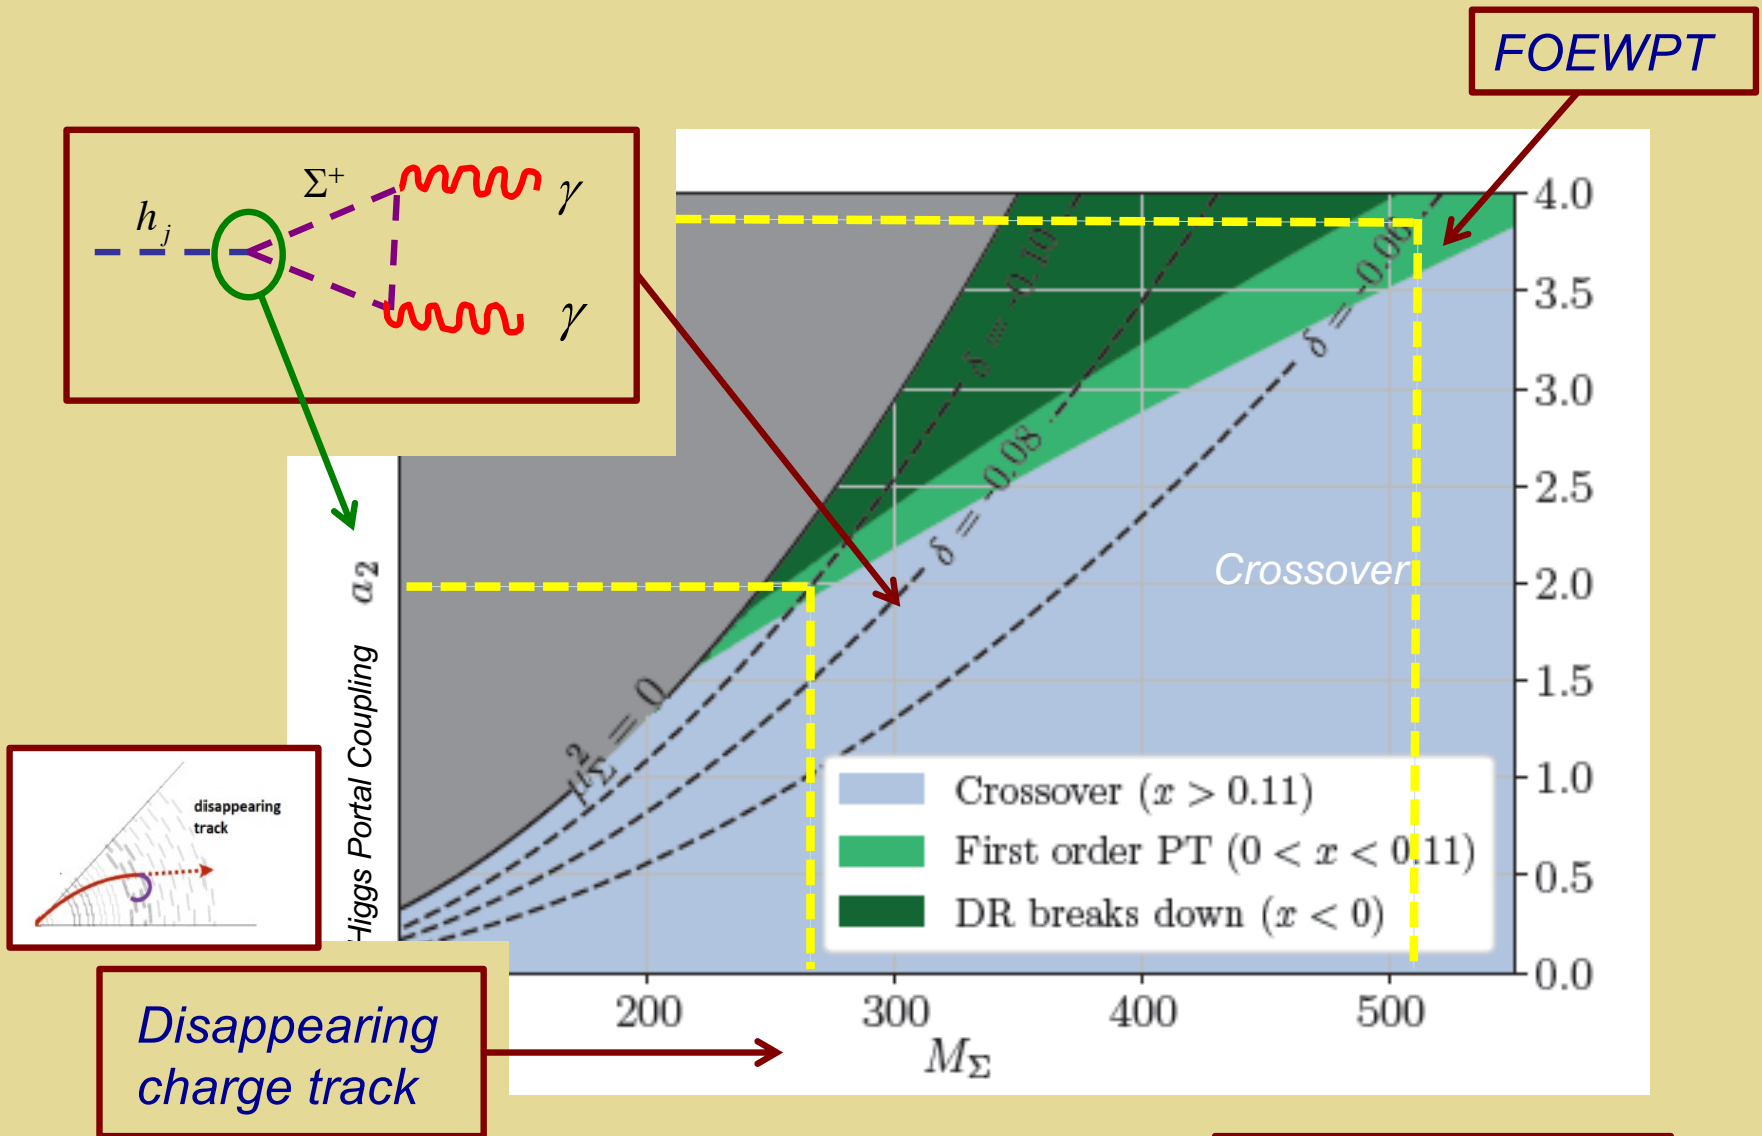 FOEWPT
Σ⁺
γ
h_j
γ
4.0
3.5
3.0
2.5
2.0
1.5
1.0
0.5
0.0
δ = -0.10
δ = -0.08
δ = -0.06
μ²_Σ = 0
Crossover
Higgs Portal Coupling a₂
Crossover (x > 0.11)
First order PT (0 < x < 0.11)
DR breaks down (x < 0)
disappearing
track
200 300 400 500
M_Σ
Disappearing
charge track